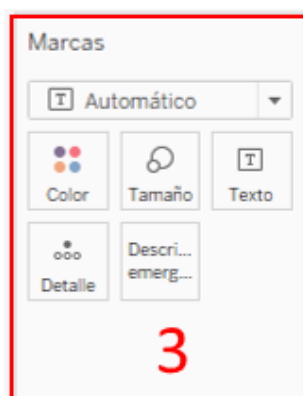 Marcas
T Automático
Color Tamaño Texto
Detalle Descri... emerg...
3